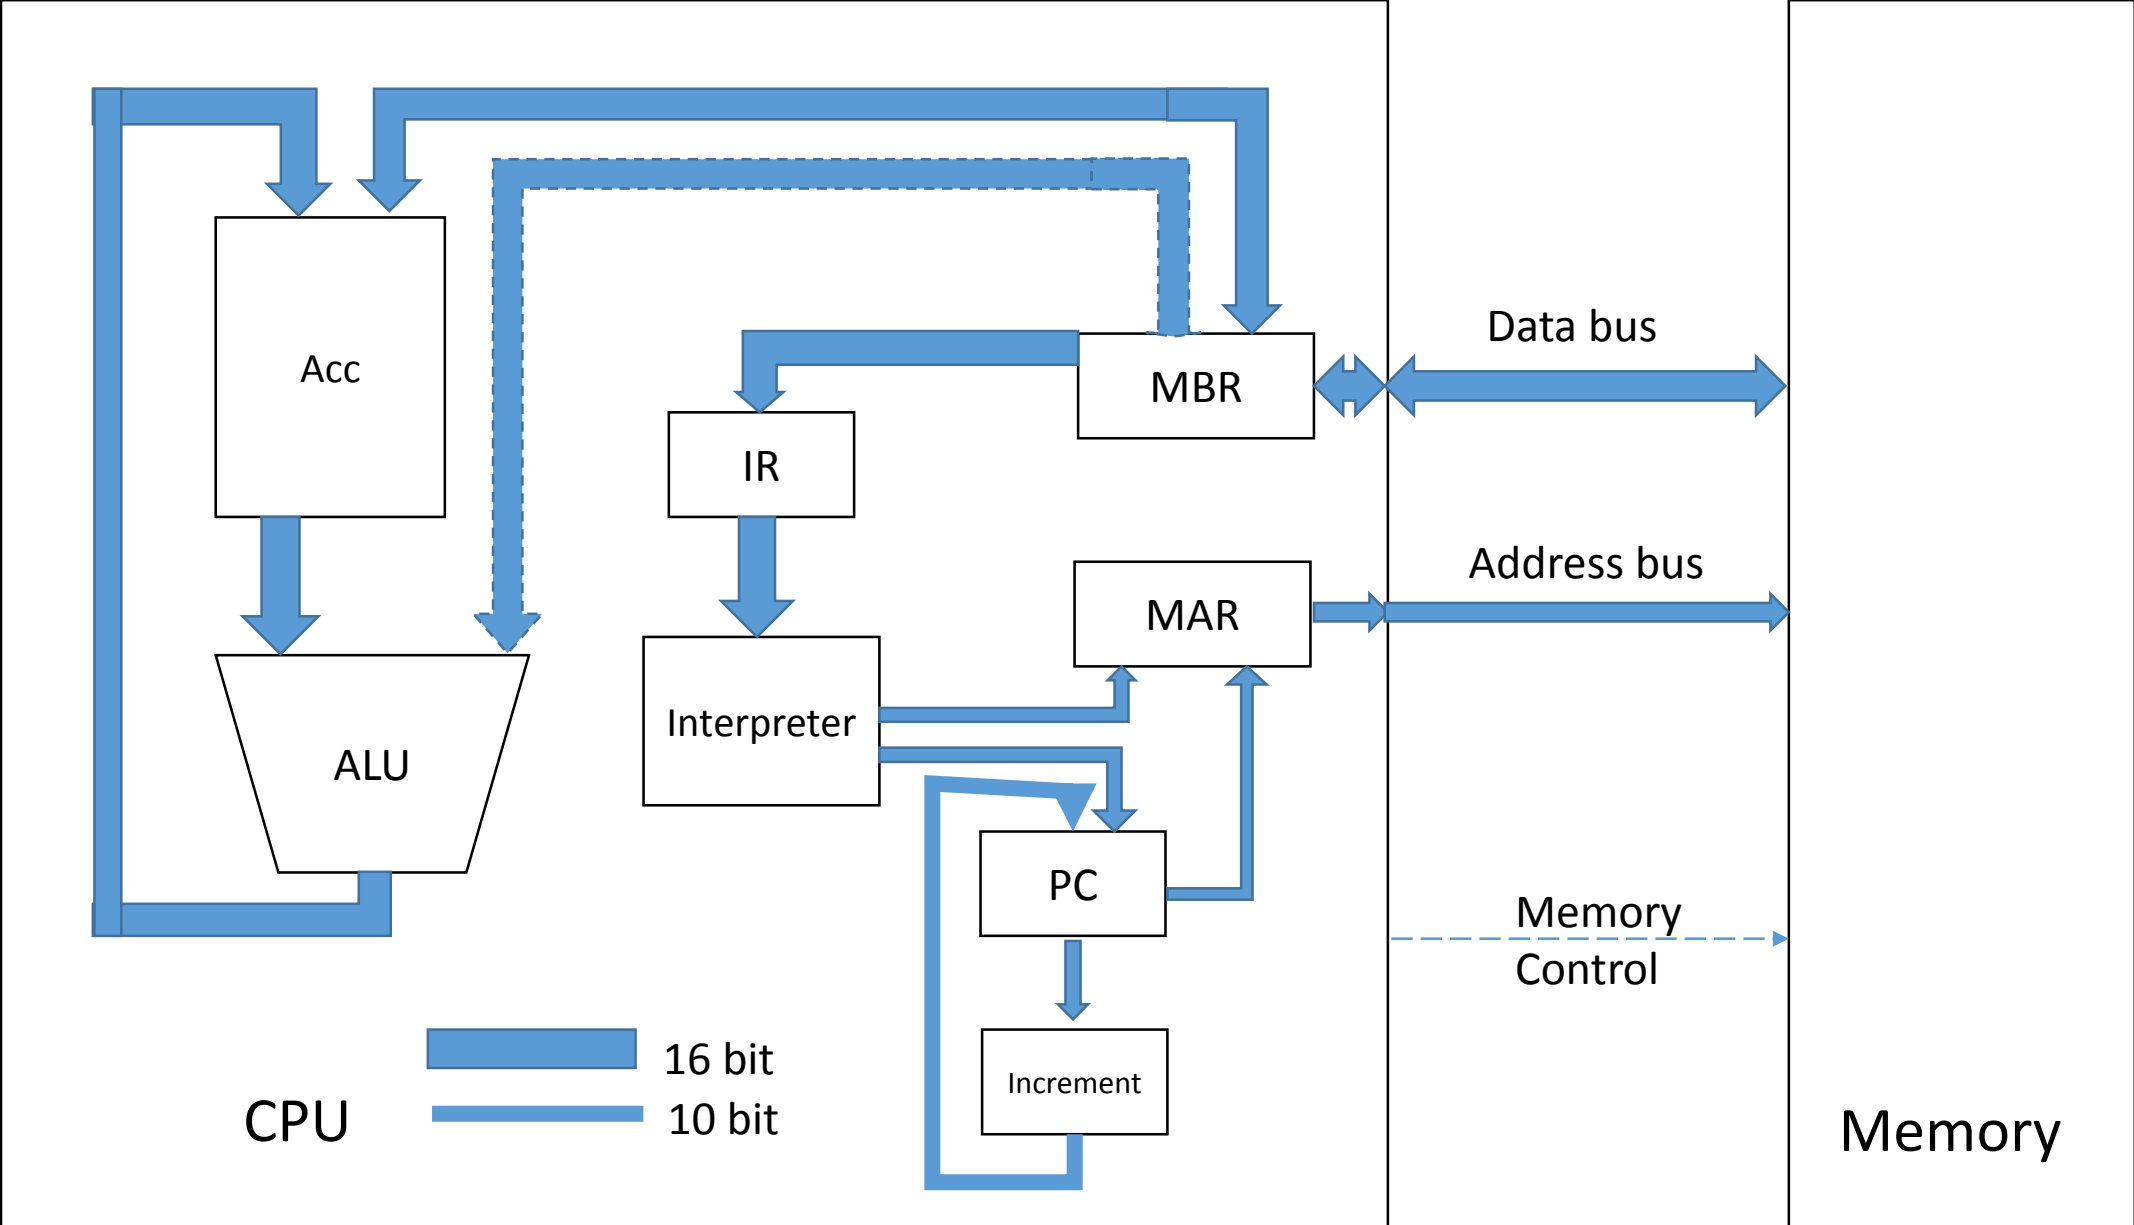 Data bus
Acc
MBR
IR
Address bus
MAR
Interpreter
ALU
PC
Memory
Control
16 bit
Increment
10 bit
CPU
Memory